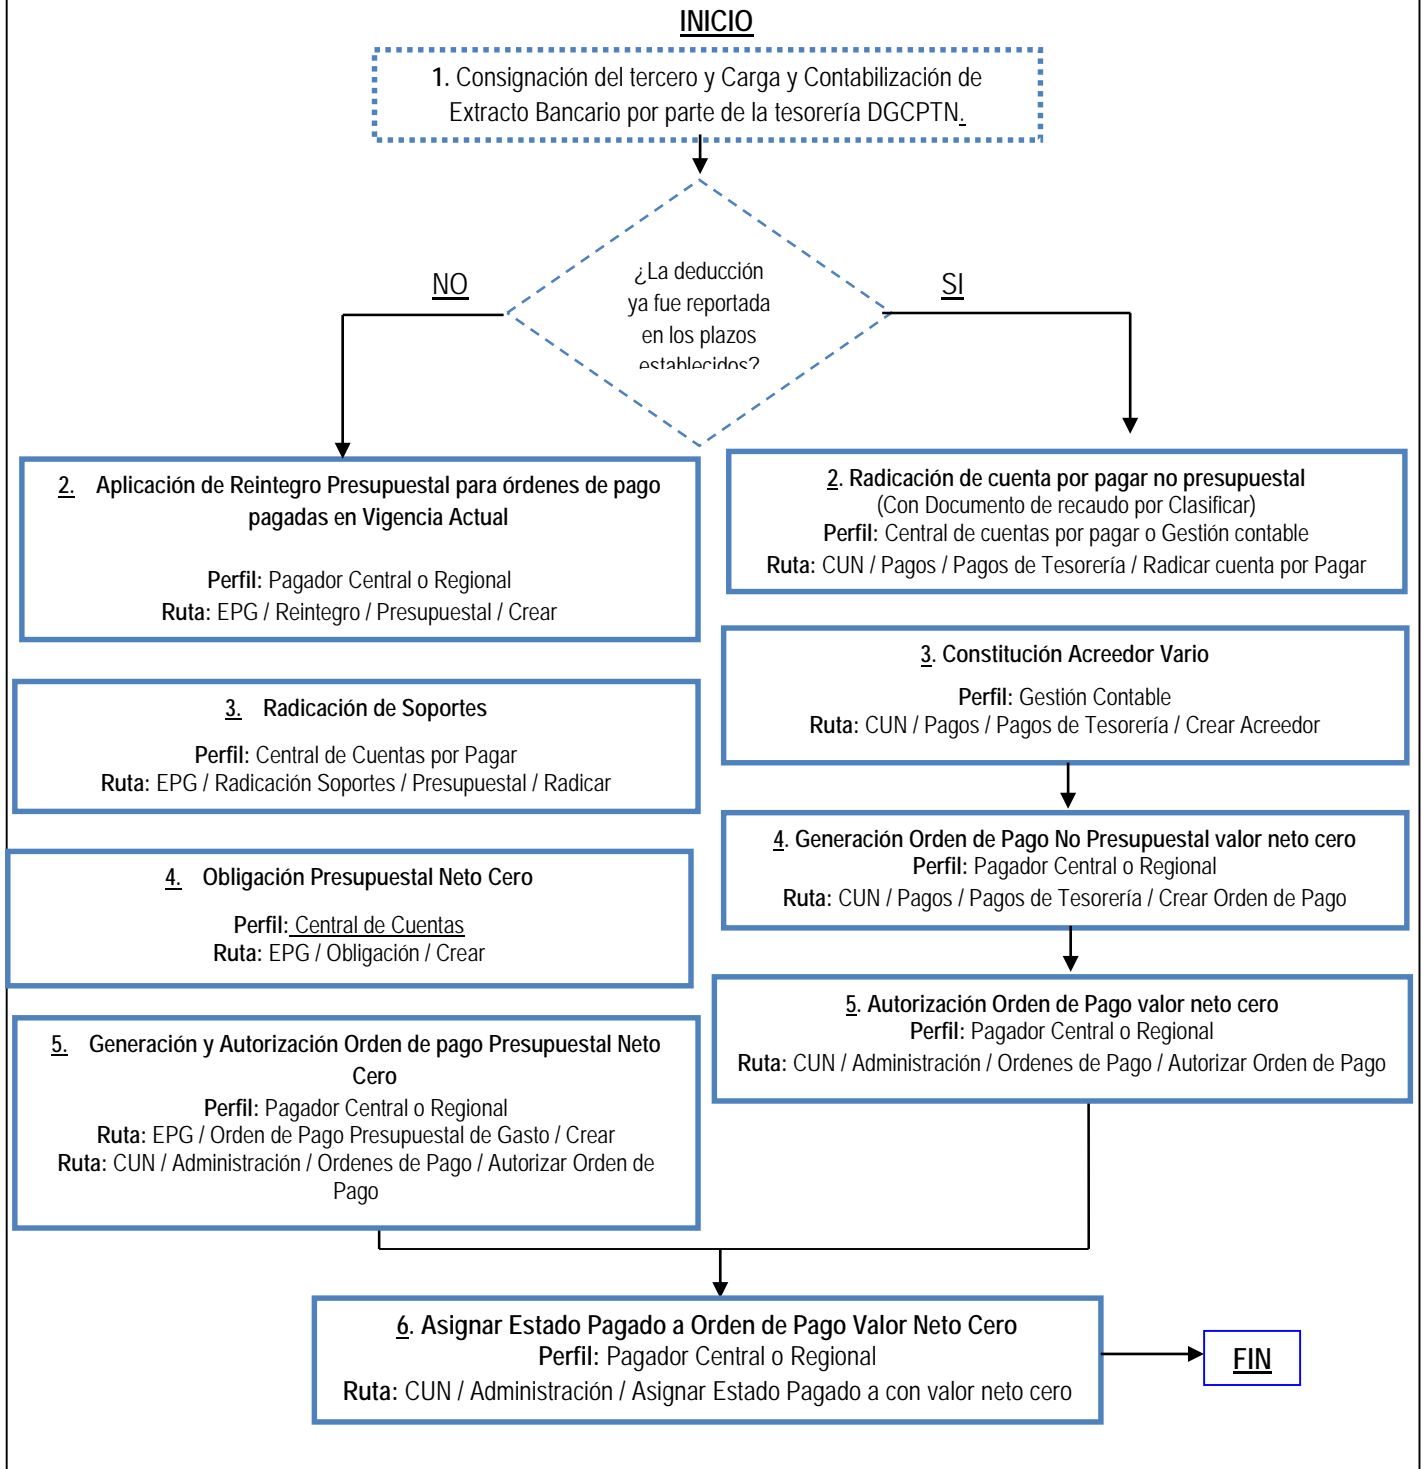 INICIO
1. Consignación del tercero y Carga y Contabilización de
Extracto Bancario por parte de la tesorería DGCPTN.
¿La deducción
ya fue reportada
en los plazos
establecidos?
NO
SI
2. Aplicación de Reintegro Presupuestal para órdenes de pago
pagadas en Vigencia Actual
Perfil: Pagador Central o Regional
Ruta: EPG / Reintegro / Presupuestal / Crear
3. Radicación de Soportes
Perfil: Central de Cuentas por Pagar
Ruta: EPG / Radicación Soportes / Presupuestal / Radicar
4. Obligación Presupuestal Neto Cero
Perfil: Central de Cuentas
Ruta: EPG / Obligación / Crear
5. Generación y Autorización Orden de pago Presupuestal Neto
Cero
Perfil: Pagador Central o Regional
Ruta: EPG / Orden de Pago Presupuestal de Gasto / Crear
Ruta: CUN / Administración / Ordenes de Pago / Autorizar Orden de
Pago
2. Radicación de cuenta por pagar no presupuestal
(Con Documento de recaudo por Clasificar)
Perfil: Central de cuentas por pagar o Gestión contable
Ruta: CUN / Pagos / Pagos de Tesorería / Radicar cuenta por Pagar
3. Constitución Acreedor Vario
Perfil: Gestión Contable
Ruta: CUN / Pagos / Pagos de Tesorería / Crear Acreedor
4. Generación Orden de Pago No Presupuestal valor neto cero
Perfil: Pagador Central o Regional
Ruta: CUN / Pagos / Pagos de Tesorería / Crear Orden de Pago
5. Autorización Orden de Pago valor neto cero
Perfil: Pagador Central o Regional
Ruta: CUN / Administración / Ordenes de Pago / Autorizar Orden de Pago
6. Asignar Estado Pagado a Orden de Pago Valor Neto Cero
Perfil: Pagador Central o Regional
Ruta: CUN / Administración / Asignar Estado Pagado a con valor neto cero
FIN